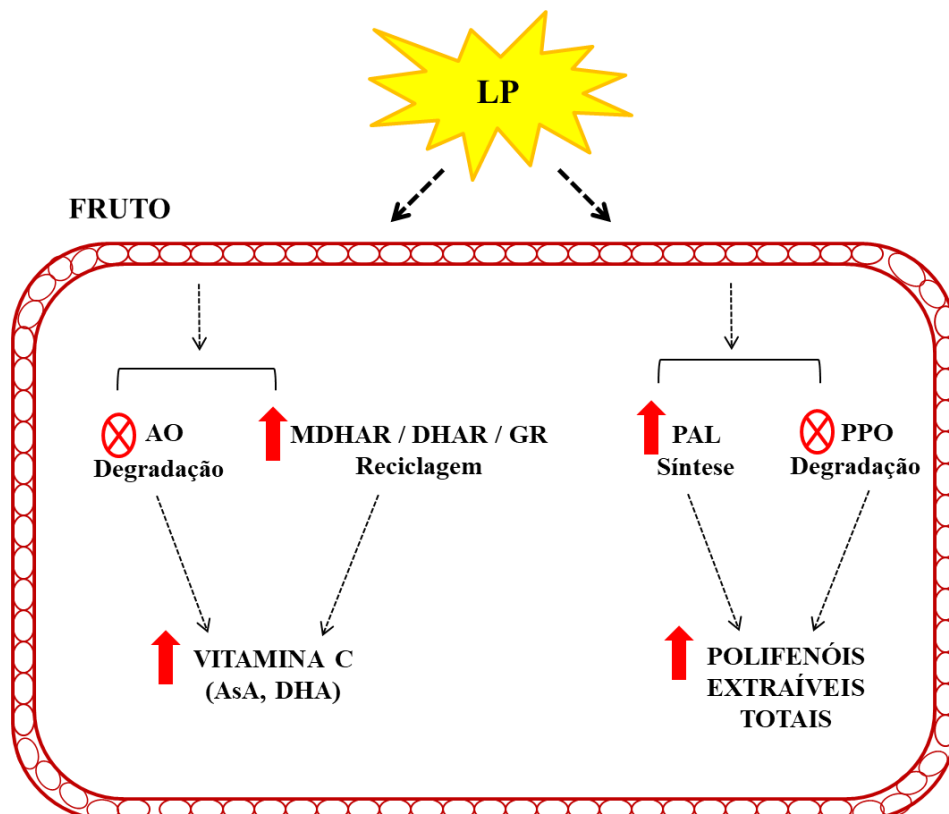 LP
FRUTO
AO
Degradação
MDHAR / DHAR / GR
Reciclagem
PAL
Síntese
PPO
Degradação
VITAMINA C
(AsA, DHA)
POLIFENÓIS
EXTRAÍVEIS
TOTAIS